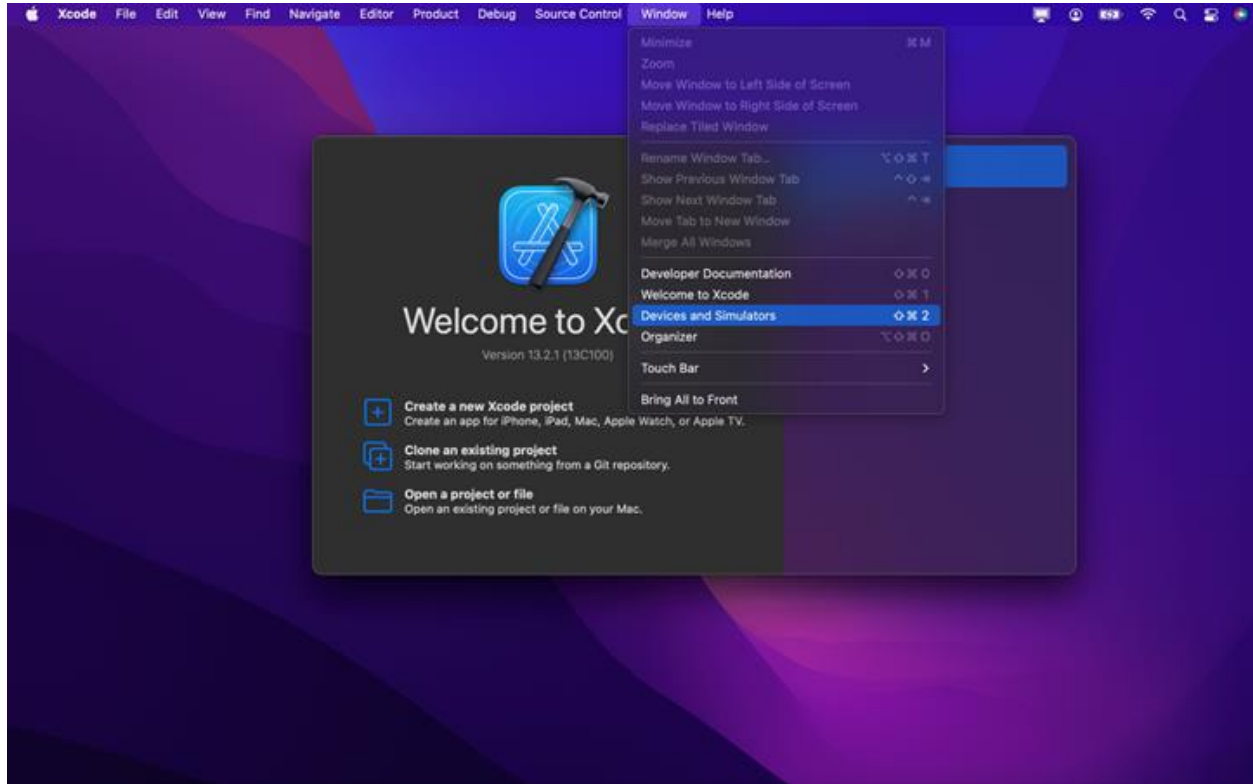 Xcode File Edit View Find Navigate Editor Product Debug Source Control Window Help
Minimize ⌘ M
Zoom
Move Window to Left Side of Screen
Move Window to Right Side of Screen
Replace Tiled Window
Rename Window Tab... ⌥⇧⌘ T
Show Previous Window Tab
Show Next Window Tab
Move Tab to New Window
Merge All Windows
Developer Documentation ⇧⌘ 0
Welcome to Xcode ⇧⌘ 1
Devices and Simulators ⇧⌘ 2
Organizer ⌥⇧⌘ O
Touch Bar >
Bring All to Front
Welcome to Xc
Version 13.2.1 (13C100)
Create a new Xcode project
Create an app for iPhone, iPad, Mac, Apple Watch, or Apple TV.
Clone an existing project
Start working on something from a Git repository.
Open a project or file
Open an existing project or file on your Mac.